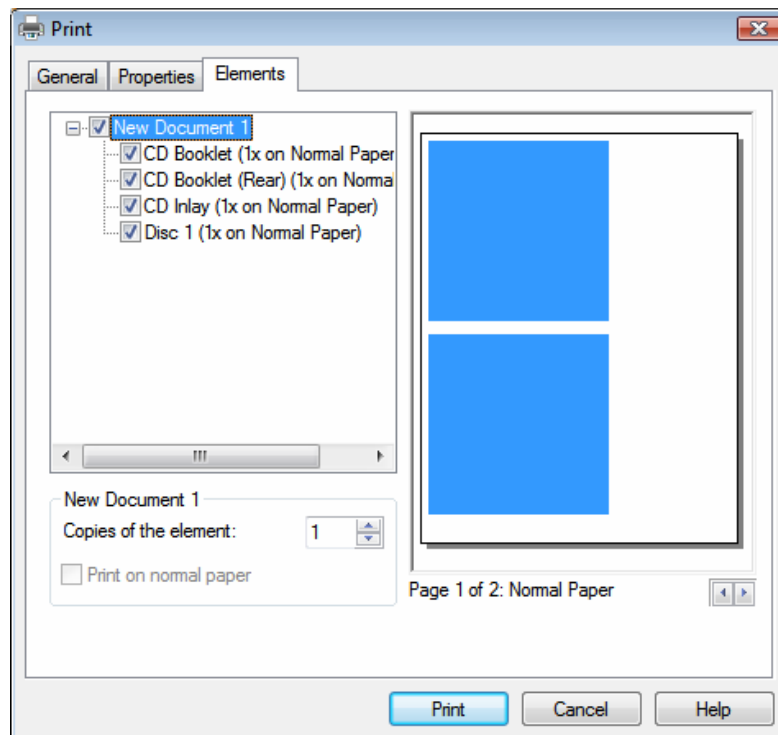 Print
General Properties Elements
New Document 1
CD Booklet (1x on Normal Paper
CD Booklet (Rear) (1x on Norma
CD Inlay (1x on Normal Paper)
Disc 1 (1x on Normal Paper)
New Document 1
Copies of the element: 1
Print on normal paper
Page 1 of 2: Normal Paper
Print Cancel Help